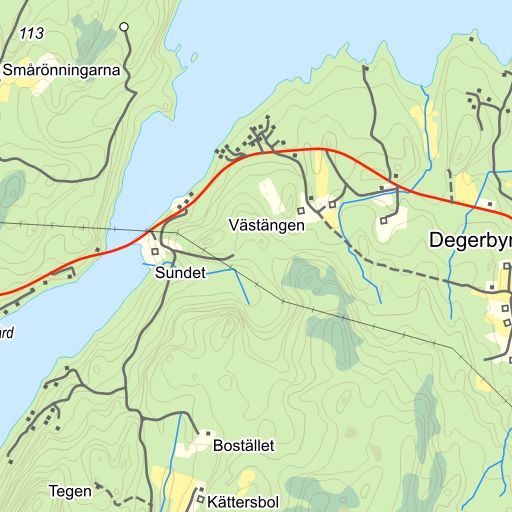 113
Smårönningarna
Västängen
Degerbyn
Sundet
Bostället
Tegen
Kättersbol